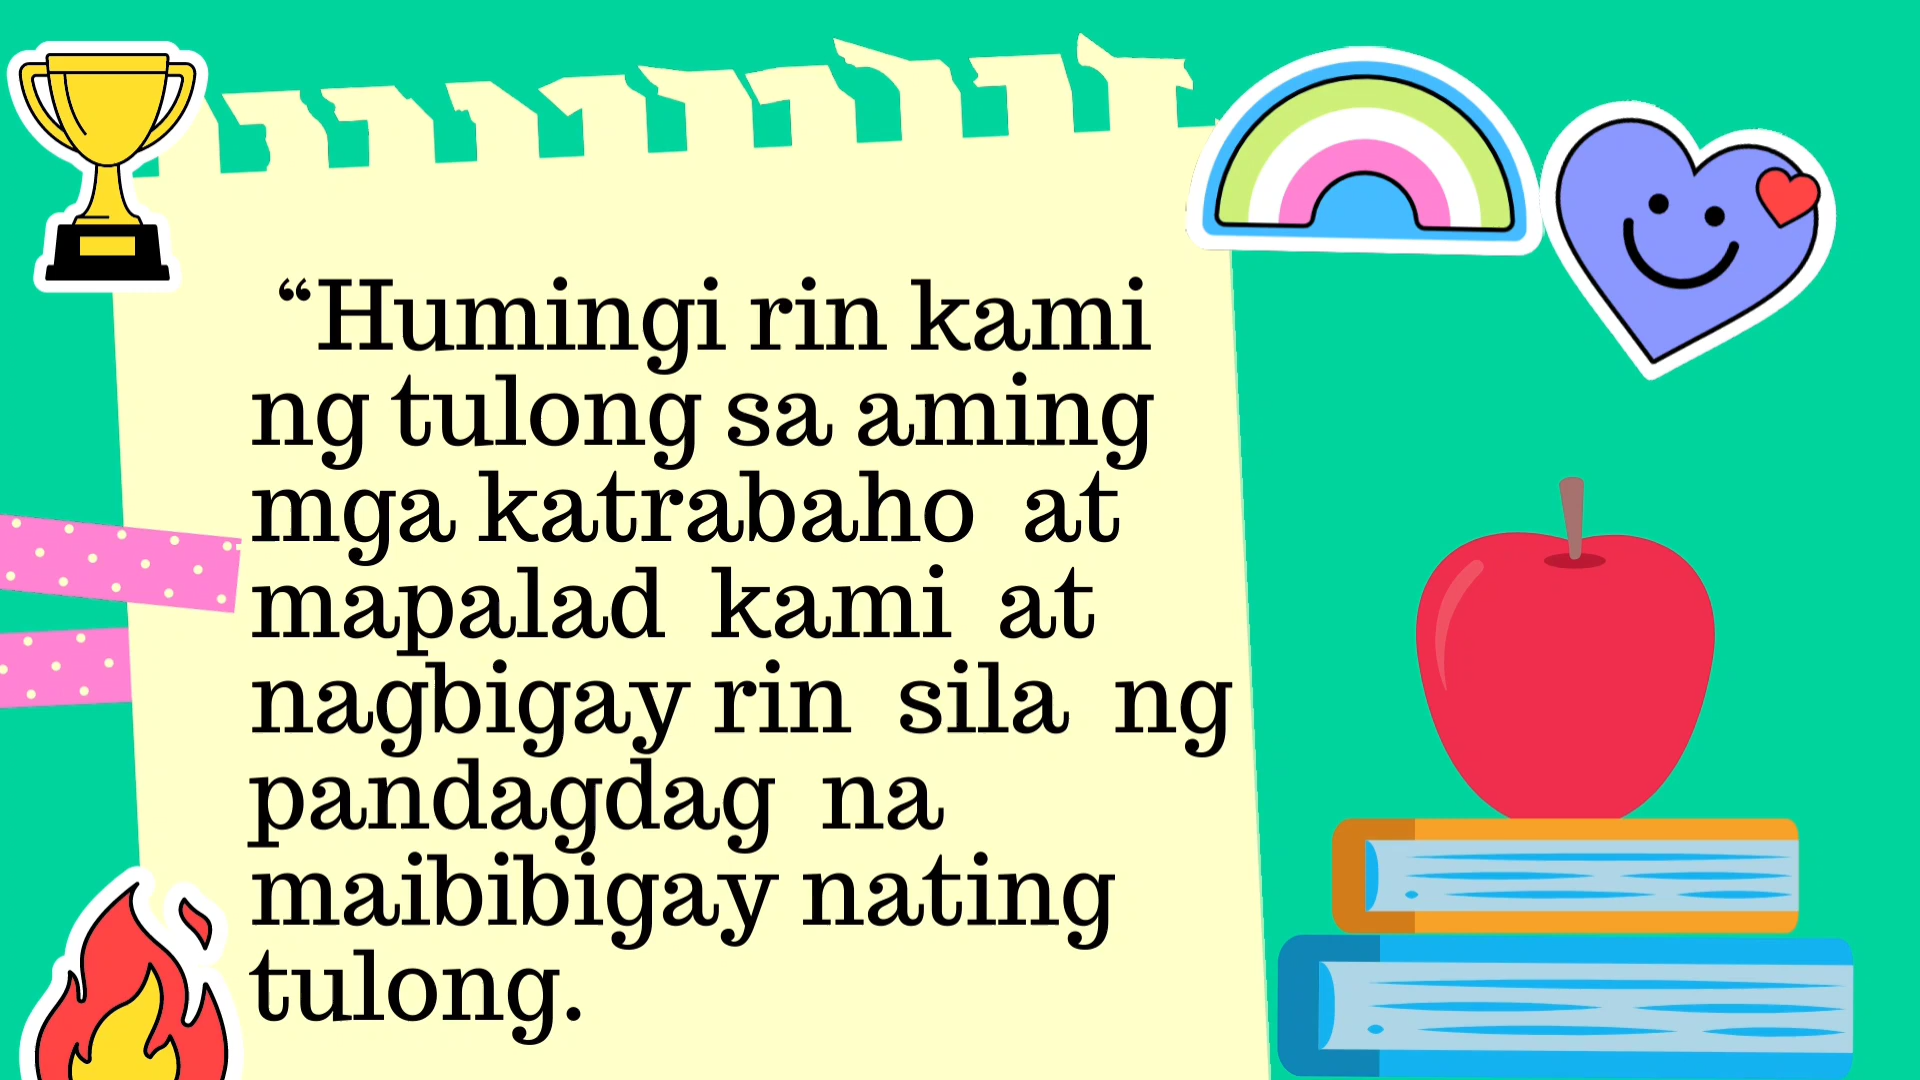 “Humingi rin kami
ng tulong sa aming
mga katrabaho at
mapalad kami at
nagbigay rin sila ng
pandagdag na
maibibigay nating
tulong.